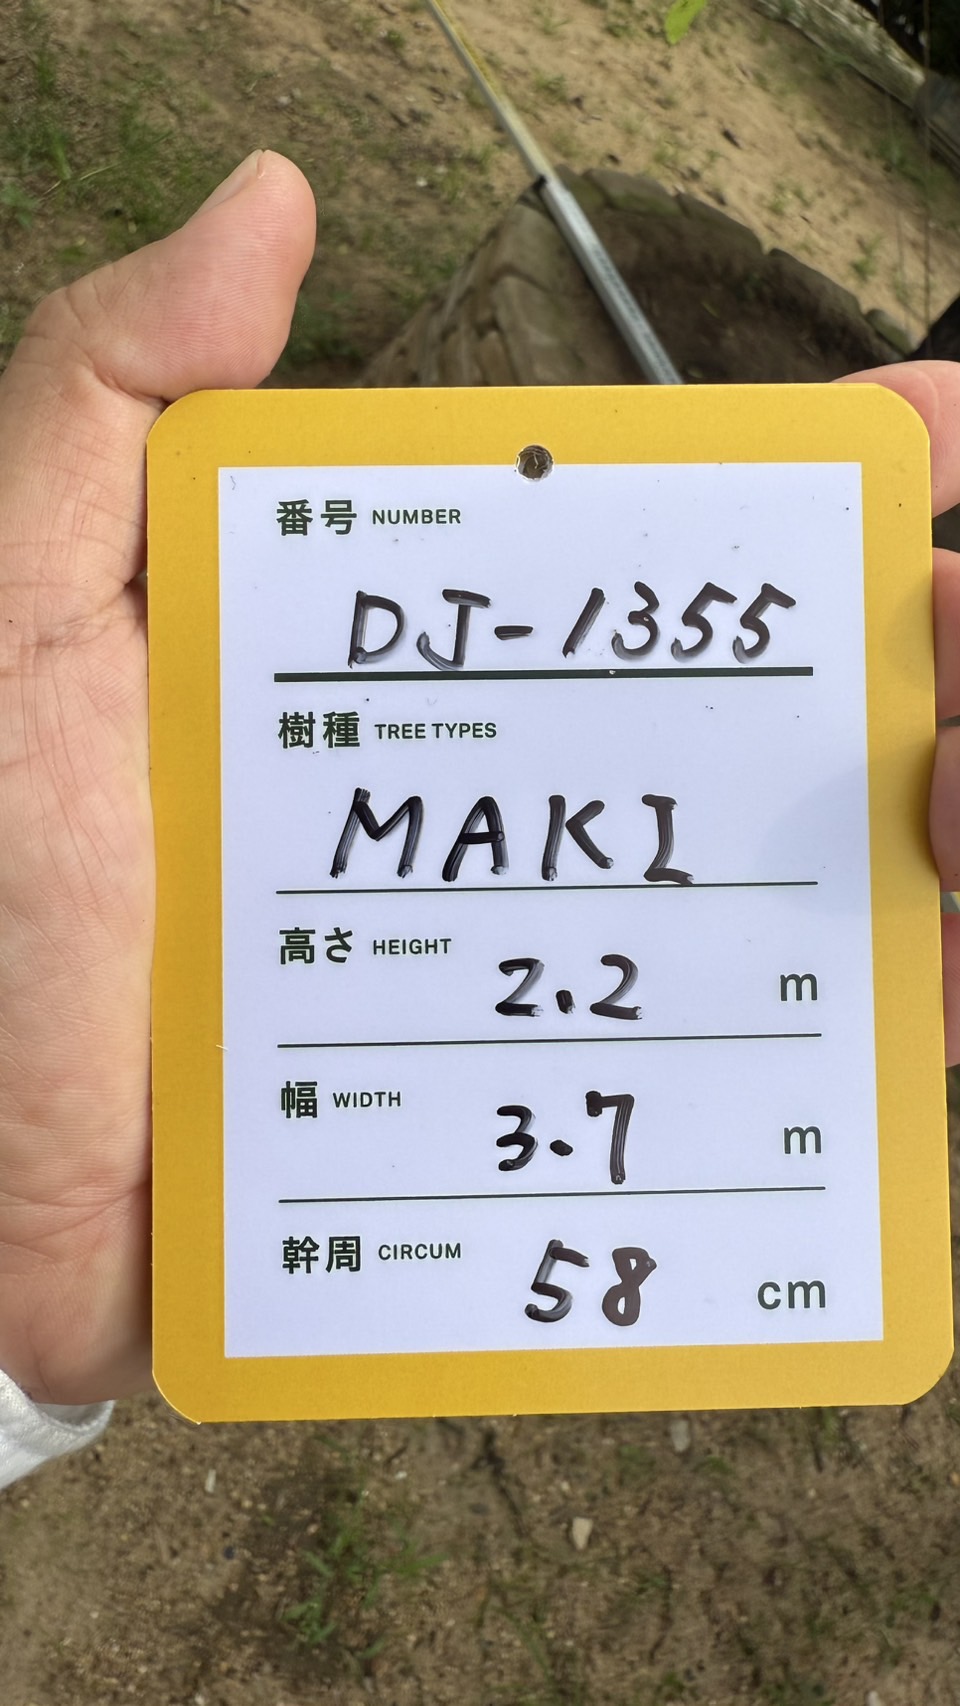 番号 NUMBER
DJ-1355
樹種 TREE TYPES
MAKI
高さ HEIGHT 2.2 m
幅 WIDTH 3.7 m
幹周 CIRCUM 58 cm